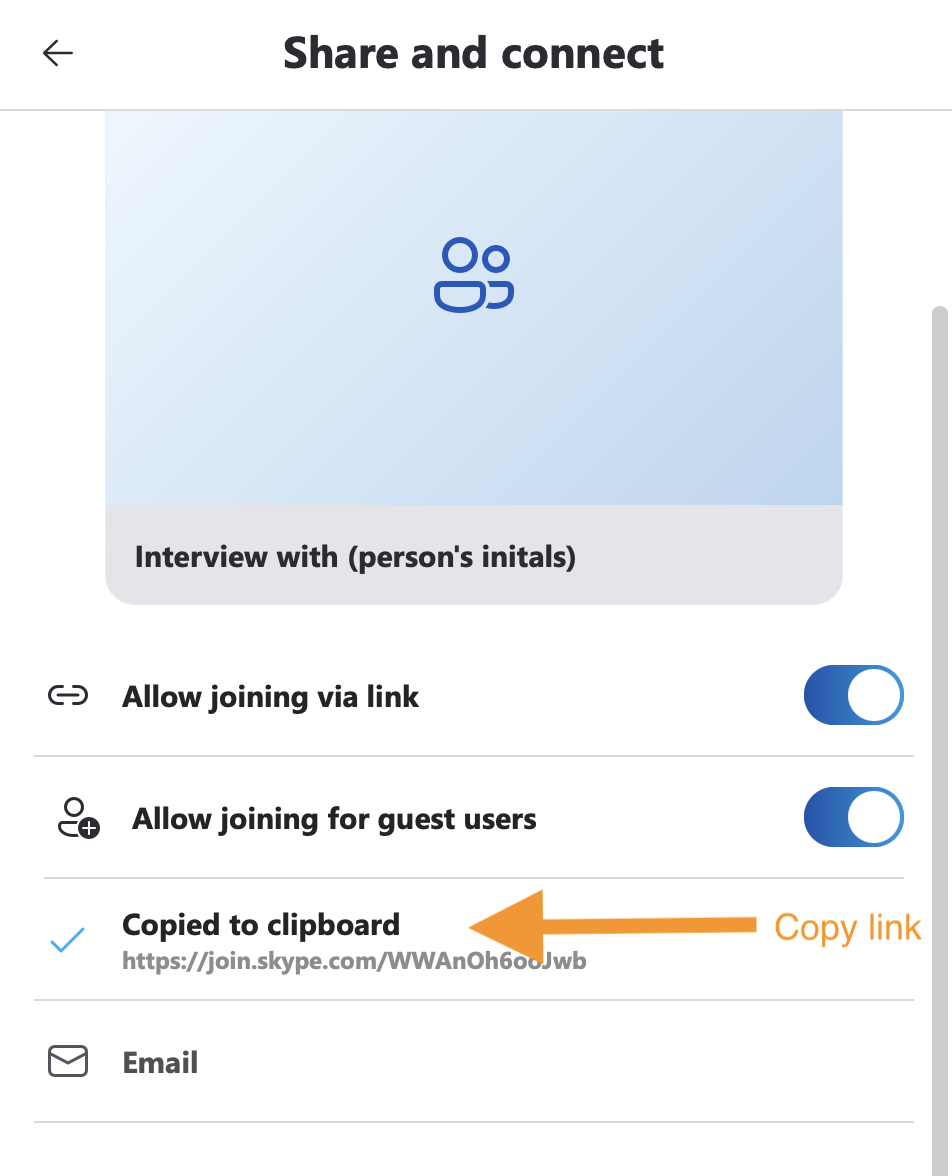 Share and connect
Interview with (person's initals)
Allow joining via link
Allow joining for guest users
Copied to clipboard
Copy link
https://join.skype.com/WWAnOh6ooJwb
Email